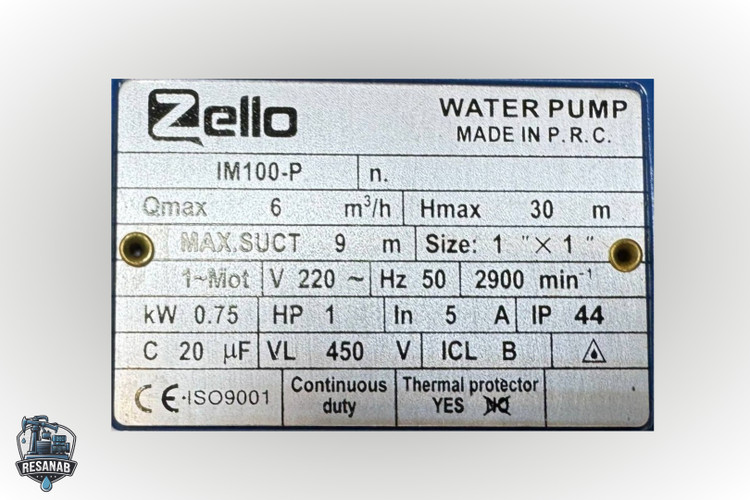 Zello
WATER PUMP
MADE IN P.R.C.
IM100-P n.
Qmax 6 m³/h Hmax 30 m
MAX.SUCT 9 m Size: 1 "×1 "
1~Mot V 220 ~ Hz 50 2900 min⁻¹
kW 0.75 HP 1 In 5 A IP 44
C 20 µF VL 450 V ICL B
CE·ISO9001 Continuous duty Thermal protector YES NO
RESANAB